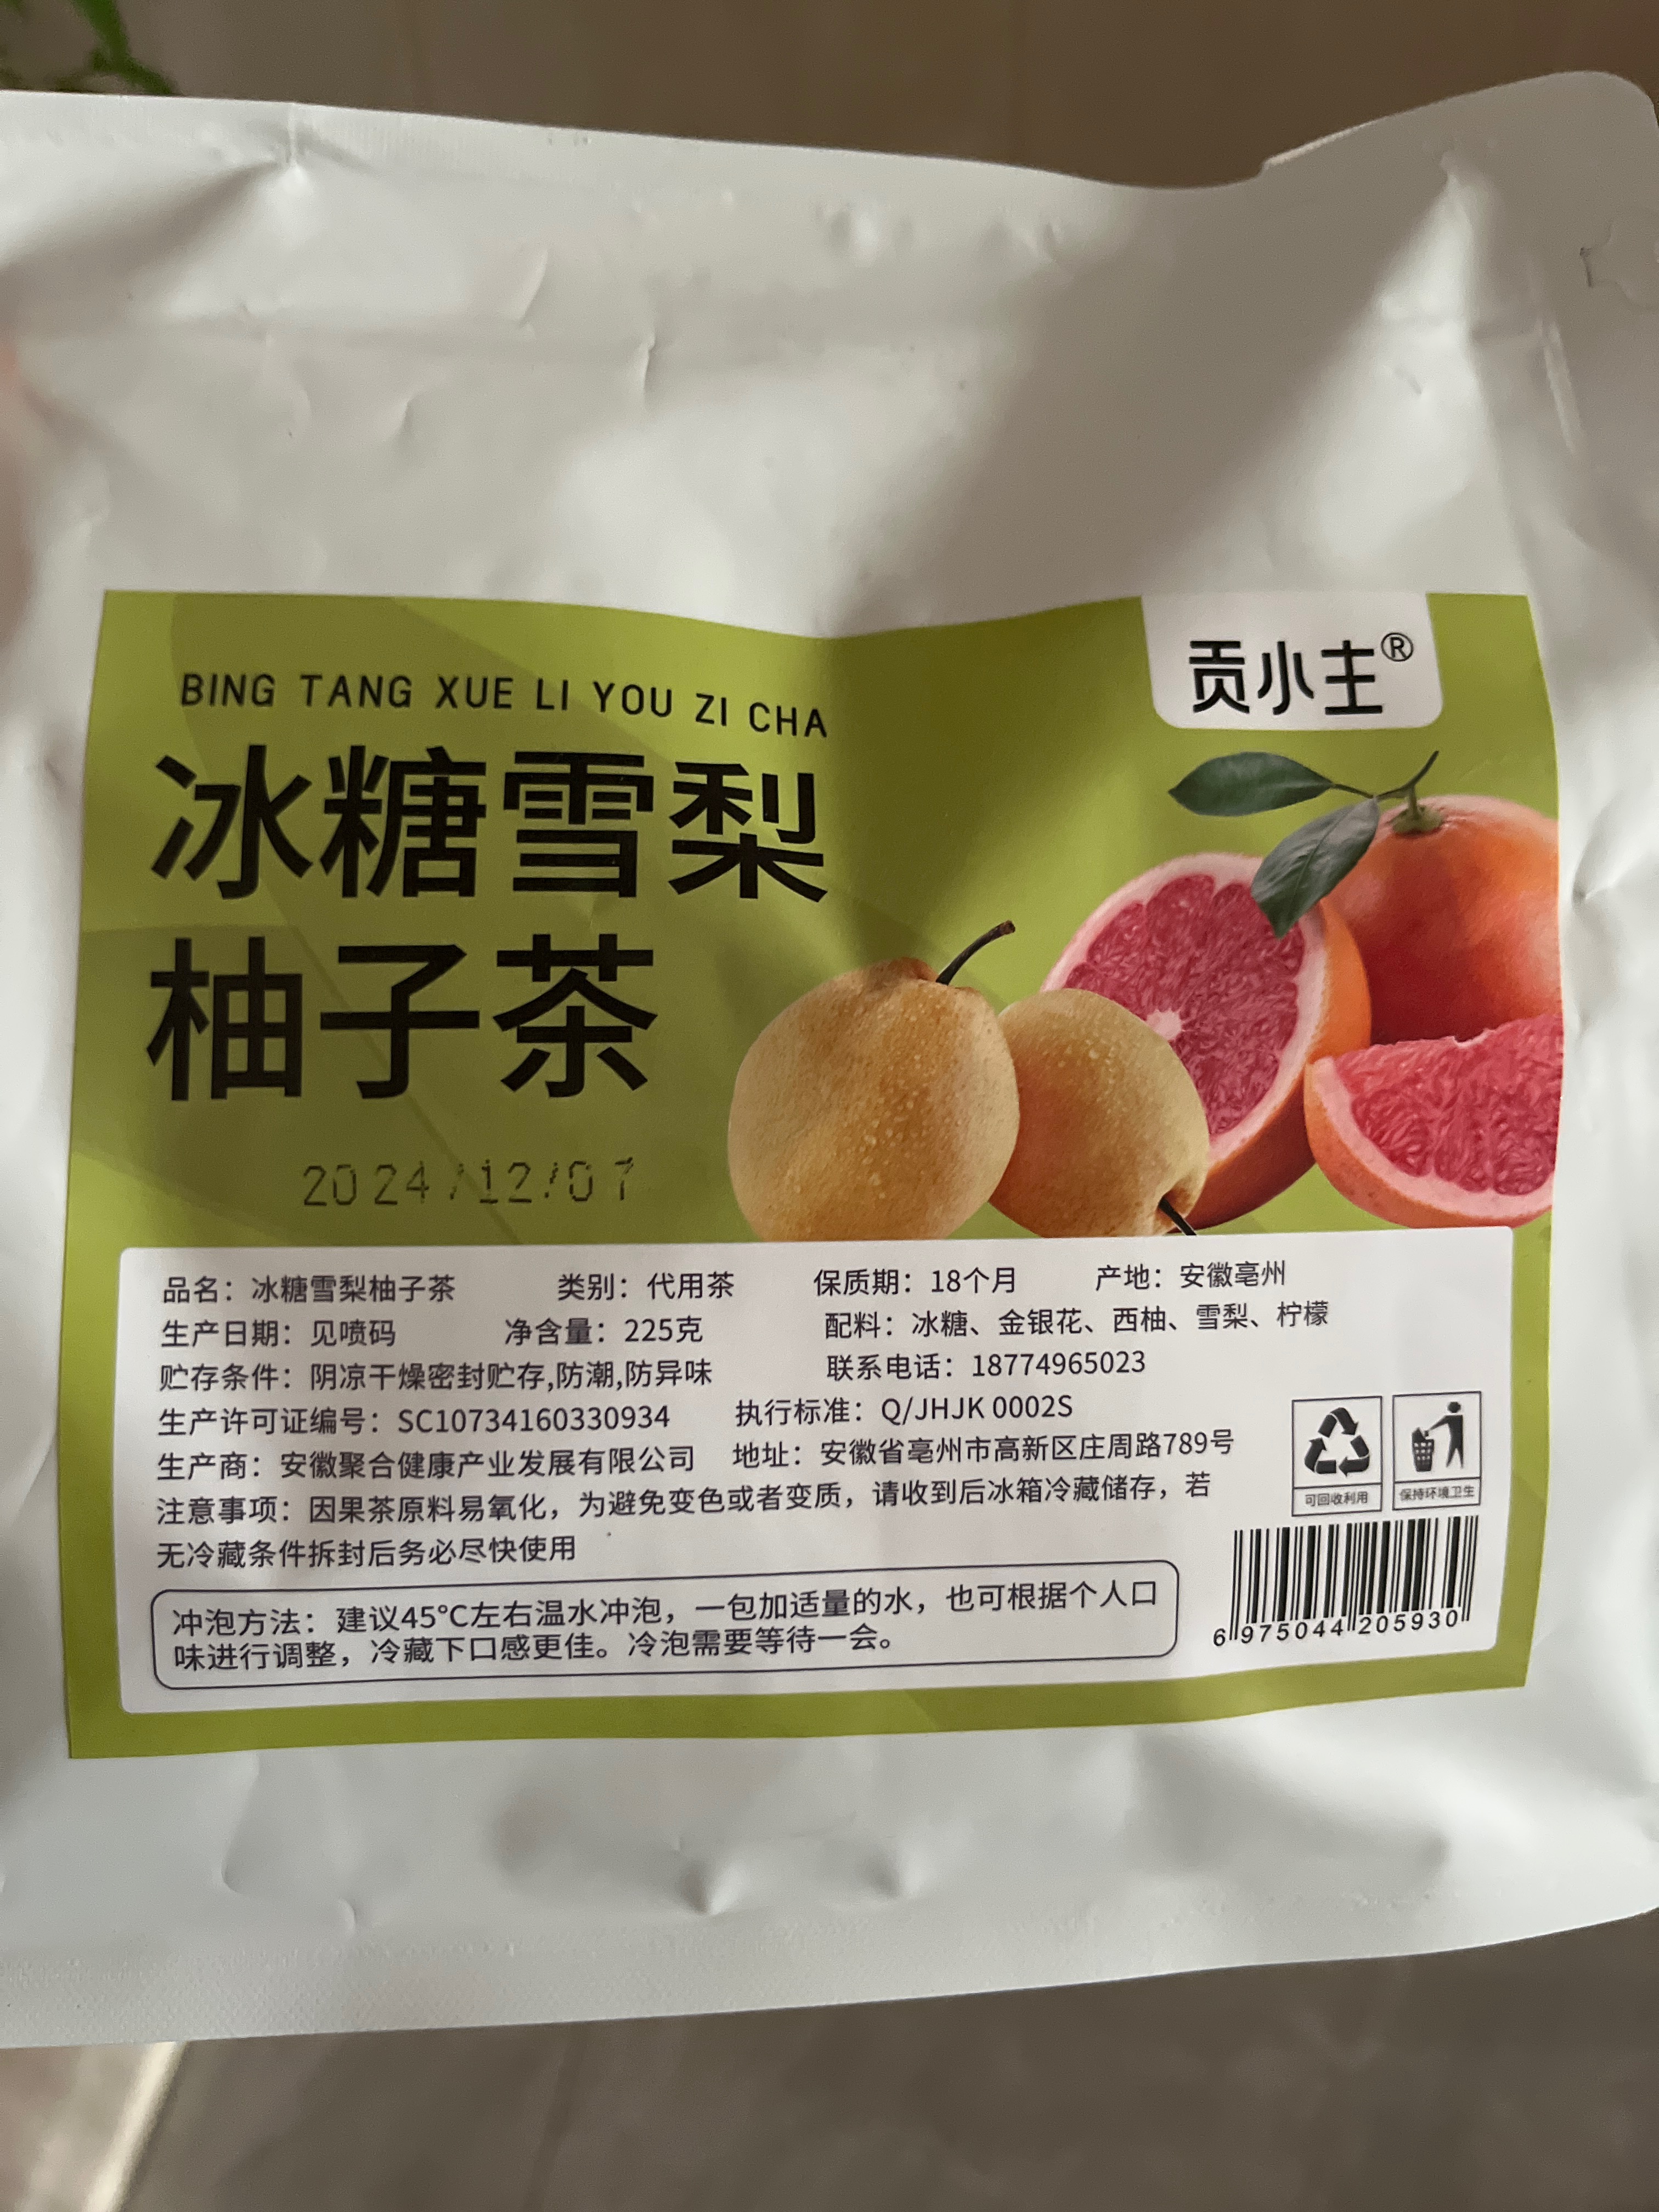 贡小主®
BING TANG XUE LI YOU ZI CHA
冰糖雪梨
柚子茶
2024/12/07
品名：冰糖雪梨柚子茶 类别：代用茶 保质期：18个月 产地：安徽亳州
生产日期：见喷码 净含量：225克 配料：冰糖、金银花、西柚、雪梨、柠檬
贮存条件：阴凉干燥密封贮存,防潮,防异味 联系电话：18774965023
生产许可证编号：SC10734160330934 执行标准：Q/JHJK 0002S
生产商：安徽聚合健康产业发展有限公司 地址：安徽省亳州市高新区庄周路789号
注意事项：因果茶原料易氧化，为避免变色或者变质，请收到后冰箱冷藏储存，若
无冷藏条件拆封后务必尽快使用
可回收利用 保持环境卫生
冲泡方法：建议45℃左右温水冲泡，一包加适量的水，也可根据个人口
味进行调整，冷藏下口感更佳。冷泡需要等待一会。
6 975044 205930